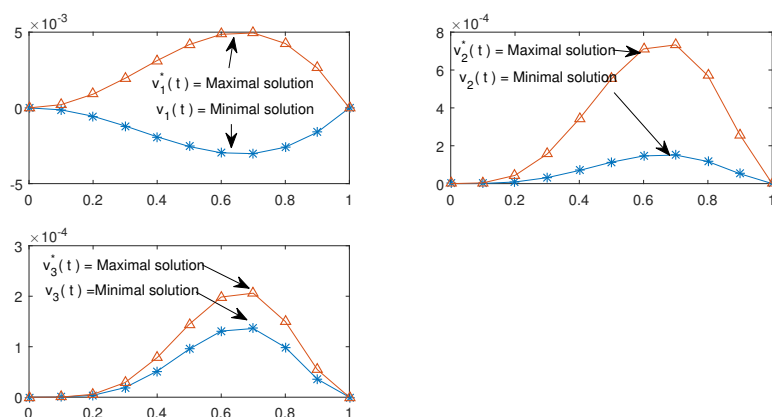 ×10⁻³
5
0
-5
v₁*(t) = Maximal solution
v₁(t) = Minimal solution
0 0.2 0.4 0.6 0.8 1
×10⁻⁴
8
6
4
2
0
v₂*(t) = Maximal solution
v₂(t) = Minimal solution
0 0.2 0.4 0.6 0.8 1
×10⁻⁴
3
2
1
0
v₃*(t) = Maximal solution
v₃(t) =Minimal solution
0 0.2 0.4 0.6 0.8 1